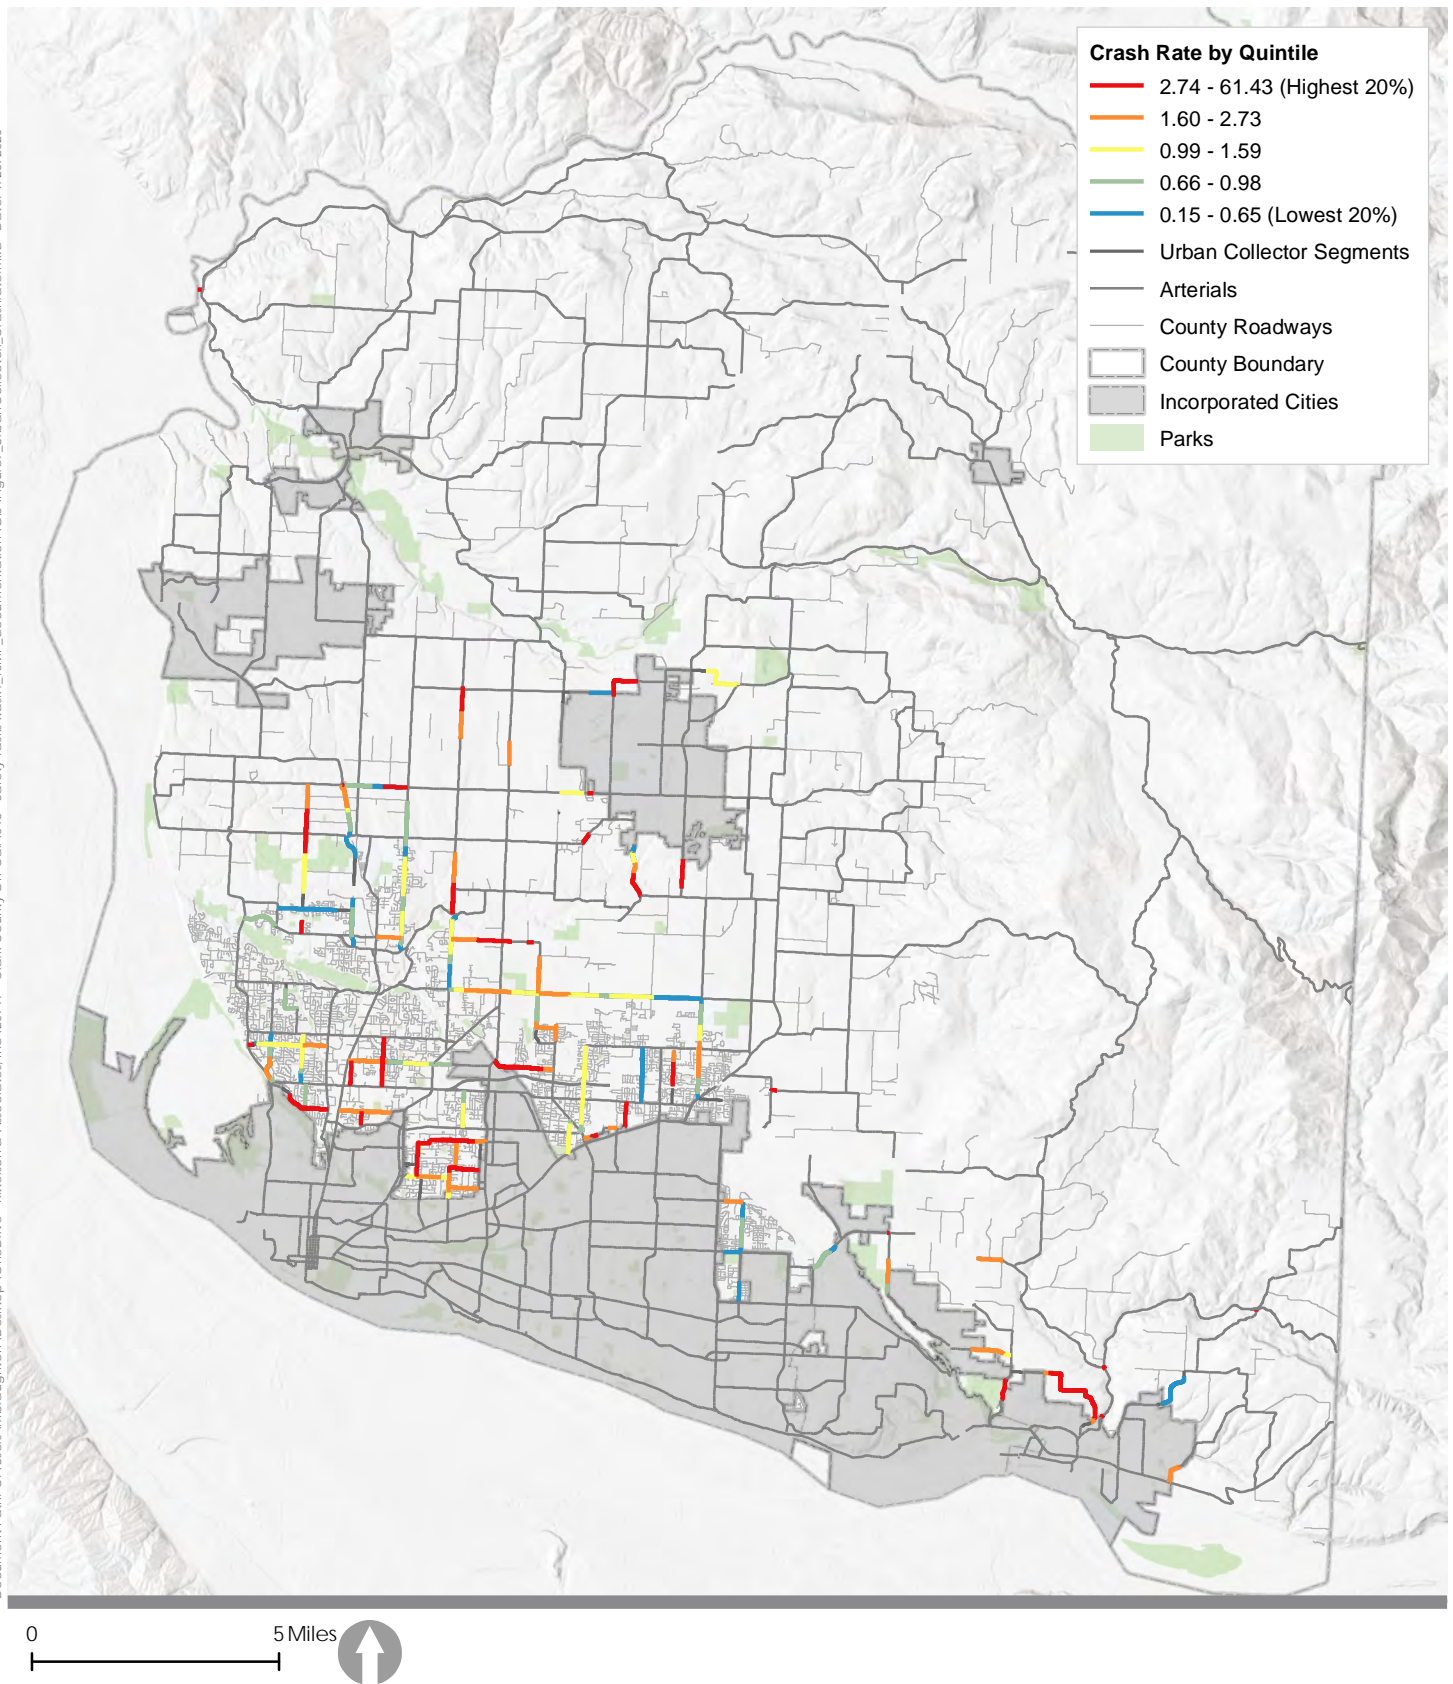 Crash Rate by Quintile
2.74 - 61.43 (Highest 20%)
1.60 - 2.73
0.99 - 1.59
0.66 - 0.98
0.15 - 0.65 (Lowest 20%)
Urban Collector Segments
Arterials
County Roadways
County Boundary
Incorporated Cities
Parks
0
5 Miles